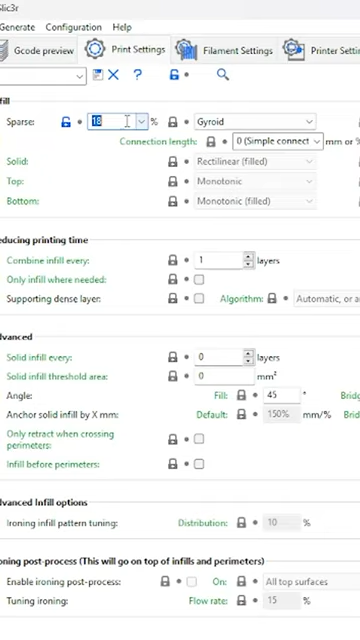 Slic3r
Generate Configuration Help
Gcode preview Print Settings Filament Settings Printer Setti
?
fill
Sparse: 18 % Gyroid
Connection length: 0 (Simple connect mm or %
Solid: Rectilinear (filled)
Top: Monotonic
Bottom: Monotonic (filled)
educing printing time
Combine infill every: 1 layers
Only infill where needed:
Supporting dense layer: Algorithm: Automatic, or a
dvanced
Solid infill every: 0 layers
Solid infill threshold area: 0 mm²
Angle: Fill: 45 ° Bridg
Anchor solid infill by X mm: Default: 150% mm/% Brid
Only retract when crossing
perimeters:
Infill before perimeters:
dvanced Infill options
Ironing infill pattern tuning: Distribution: 10 %
oning post-process (This will go on top of infills and perimeters)
Enable ironing post-process: On: All top surfaces
Tuning ironing: Flow rate: 15 %